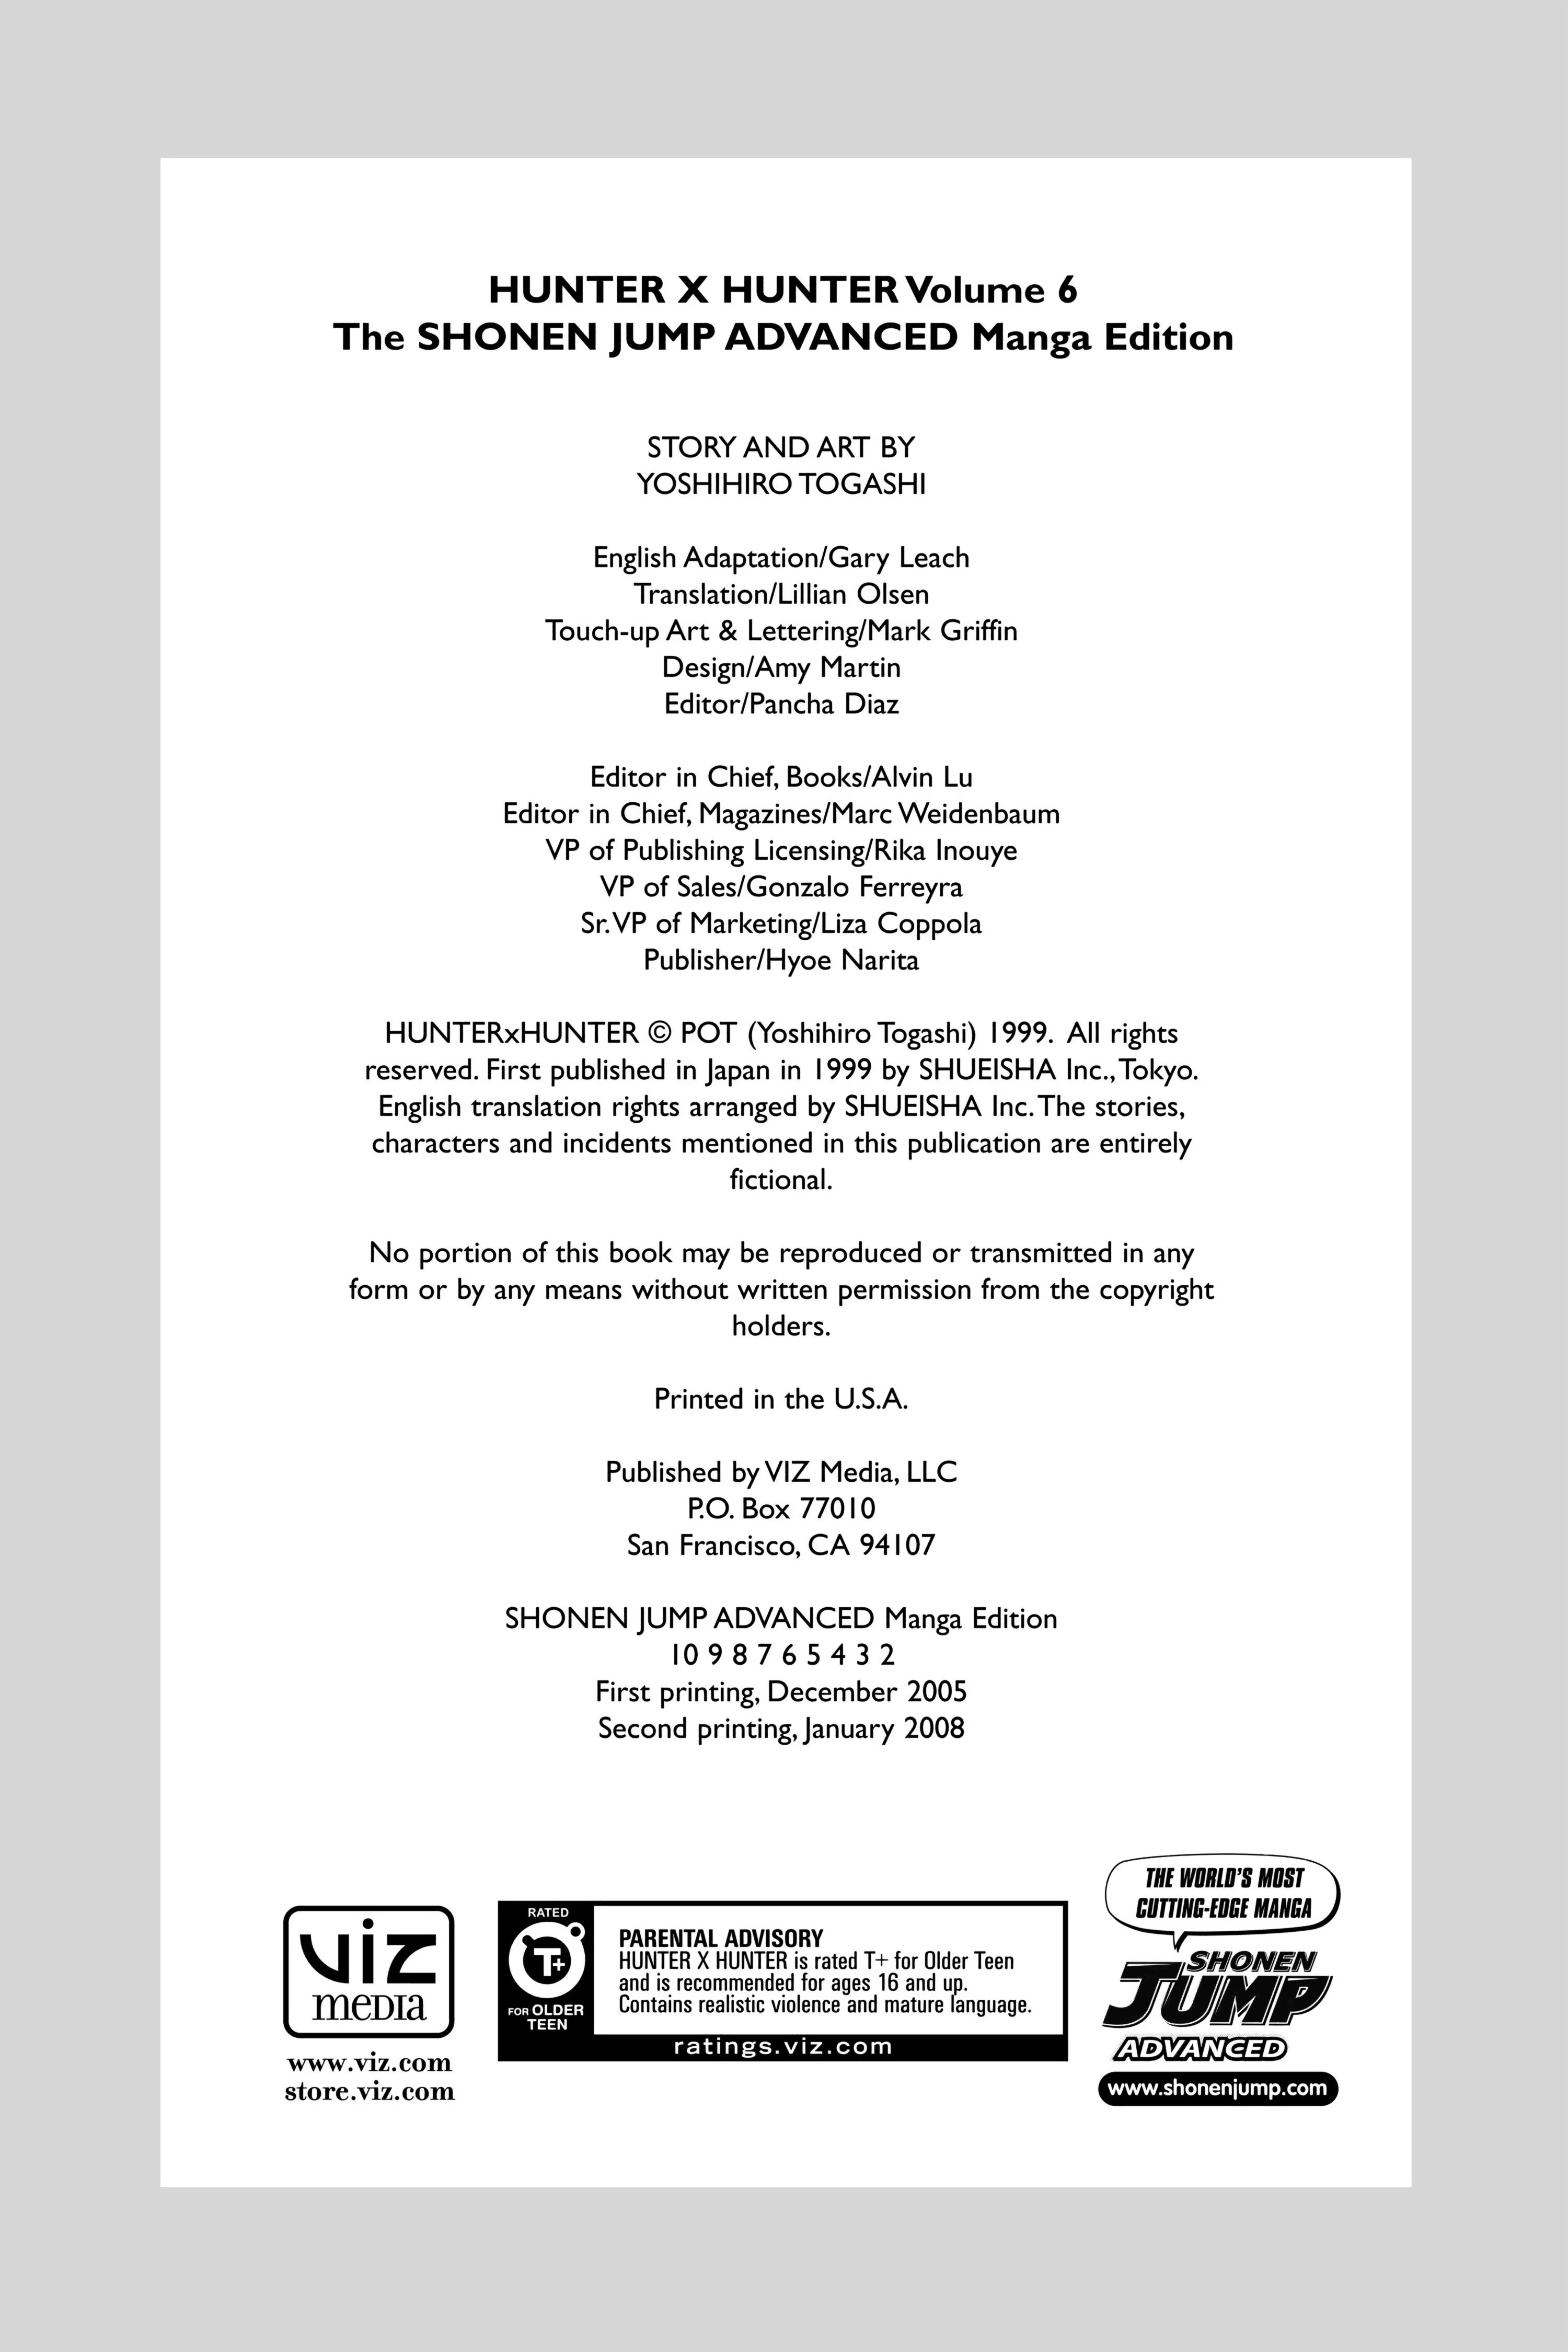 HUNTER X HUNTER Volume 6
The SHONEN JUMP ADVANCED Manga Edition
STORY AND ART BY
YOSHIHIRO TOGASHI
English Adaptation/Gary Leach
Translation/Lillian Olsen
Touch-up Art & Lettering/Mark Griffin
Design/Amy Martin
Editor/Pancha Diaz
Editor in Chief, Books/Alvin Lu
Editor in Chief, Magazines/Marc Weidenbaum
VP of Publishing Licensing/Rika Inouye
VP of Sales/Gonzalo Ferreyra
Sr. VP of Marketing/Liza Coppola
Publisher/Hyoe Narita
HUNTERxHUNTER © POT (Yoshihiro Togashi) 1999. All rights
reserved. First published in Japan in 1999 by SHUEISHA Inc., Tokyo.
English translation rights arranged by SHUEISHA Inc. The stories,
characters and incidents mentioned in this publication are entirely
fictional.
No portion of this book may be reproduced or transmitted in any
form or by any means without written permission from the copyright
holders.
Printed in the U.S.A.
Published by VIZ Media, LLC
P.O. Box 77010
San Francisco, CA 94107
SHONEN JUMP ADVANCED Manga Edition
10 9 8 7 6 5 4 3 2
First printing, December 2005
Second printing, January 2008
viz
media
www.viz.com
store.viz.com
RATED
T+
FOR OLDER
TEEN
PARENTAL ADVISORY
HUNTER X HUNTER is rated T+ for Older Teen
and is recommended for ages 16 and up.
Contains realistic violence and mature language.
ratings.viz.com
THE WORLD'S MOST
CUTTING-EDGE MANGA
SHONEN
JUMP
ADVANCED
www.shonenjump.com